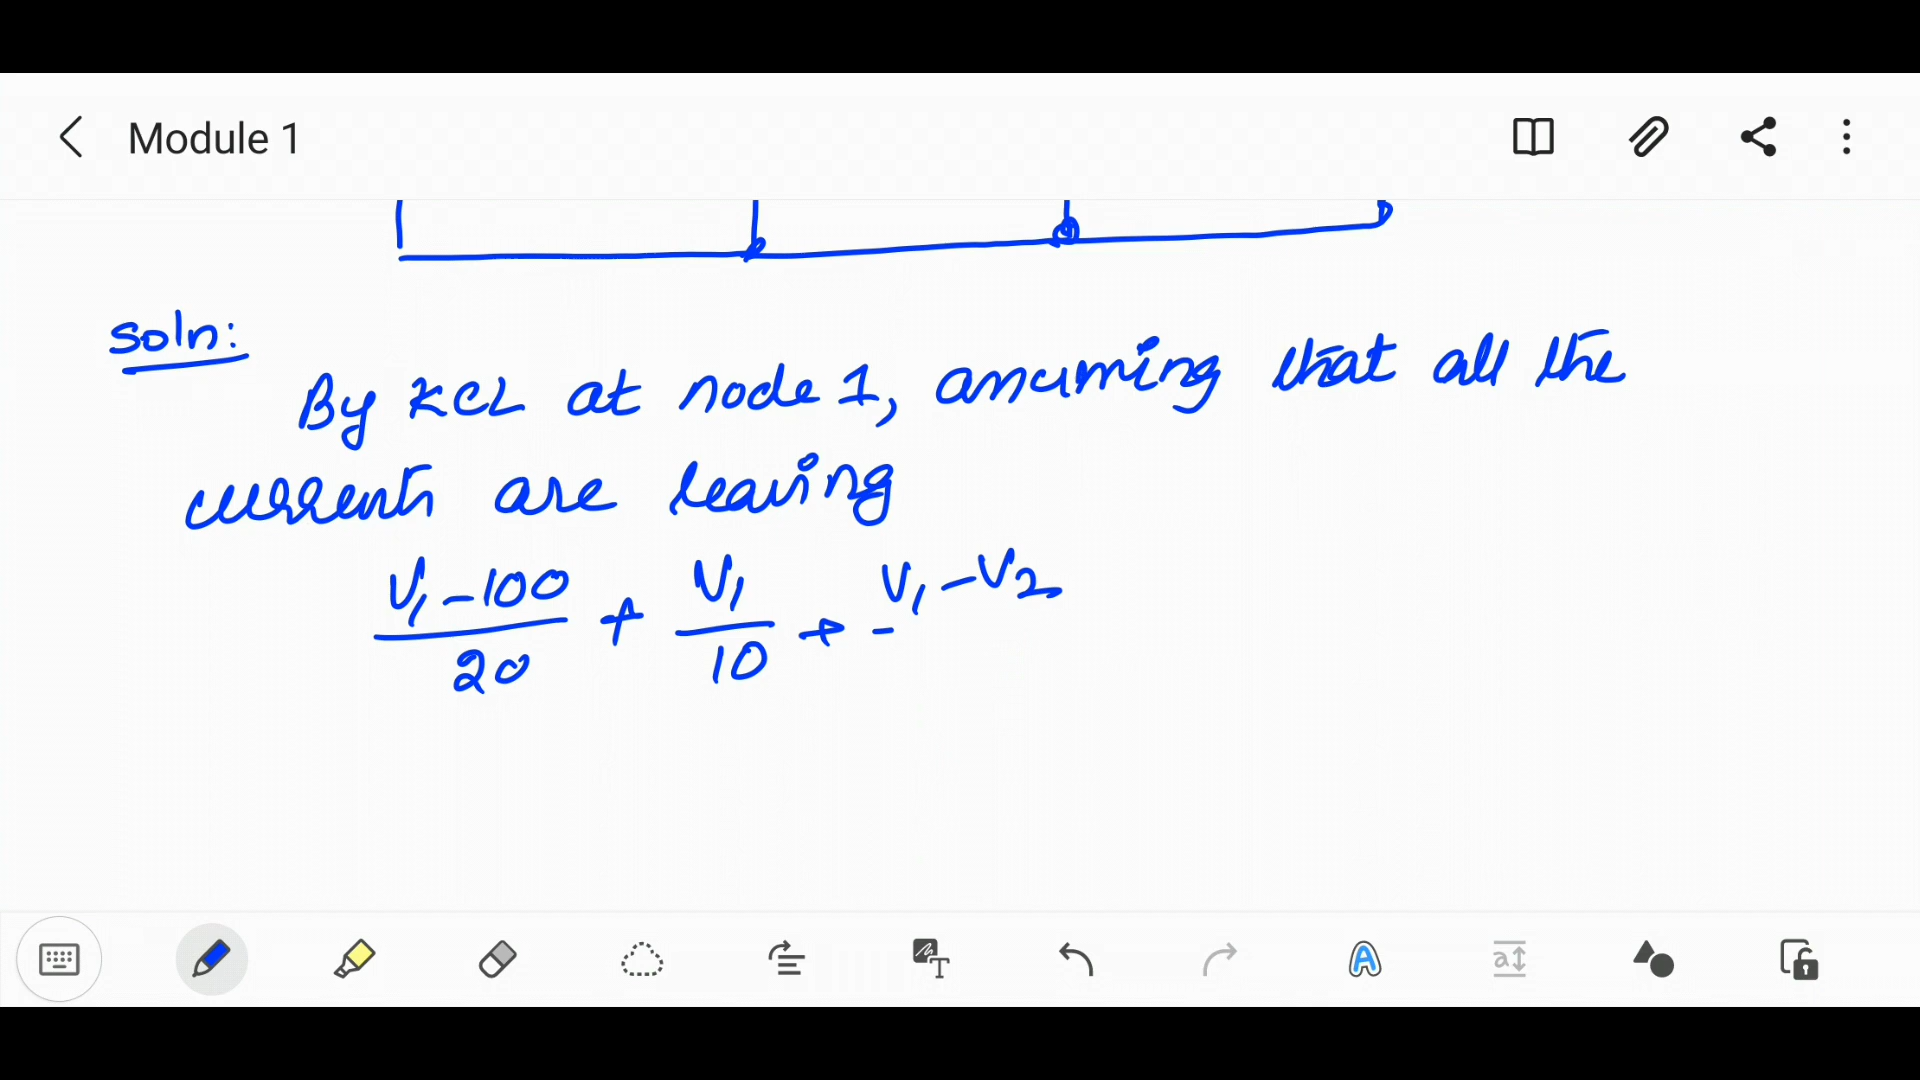 Module 1
Soln:
By KCL at node 1, assuming that all the
currents are leaving
V₁ - 100 / 20 + V₁ / 10 + V₁ - V₂